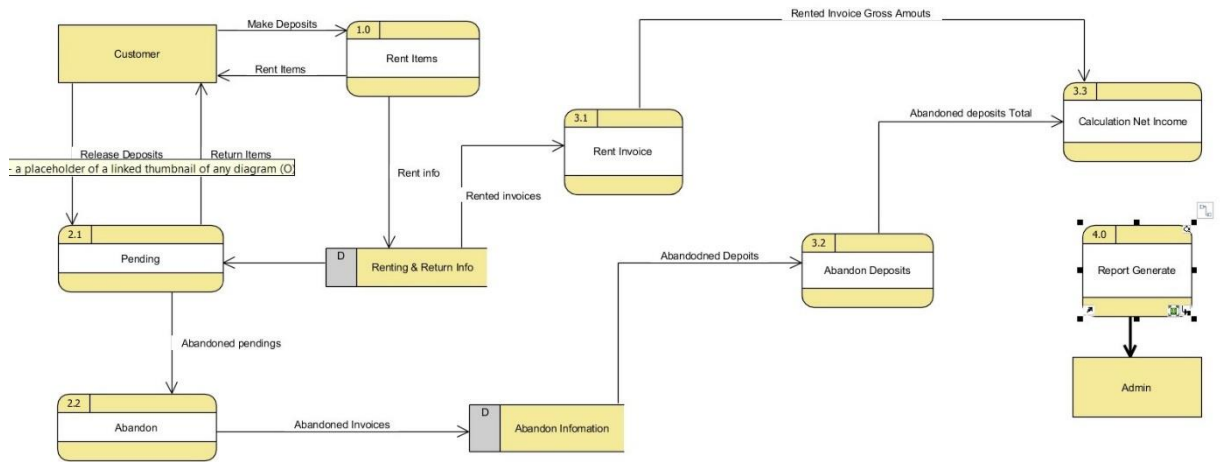 Rented Invoice Gross Amouts
Make Deposits
1.0
Customer
Rent Items
Rent Items
3.3
Abandoned deposits Total
Calculation Net Income
3.1
Rent Invoice
Release Deposits
Return Items
- a placeholder of a linked thumbnail of any diagram (O)
Rent info
Rented invoices
2.1
Pending
D
Renting & Return Info
Abandodned Depoits
3.2
Abandon Deposits
4.0
Report Generate
Abandoned pendings
Admin
2.2
Abandon
Abandoned Invoices
D
Abandon Infomation